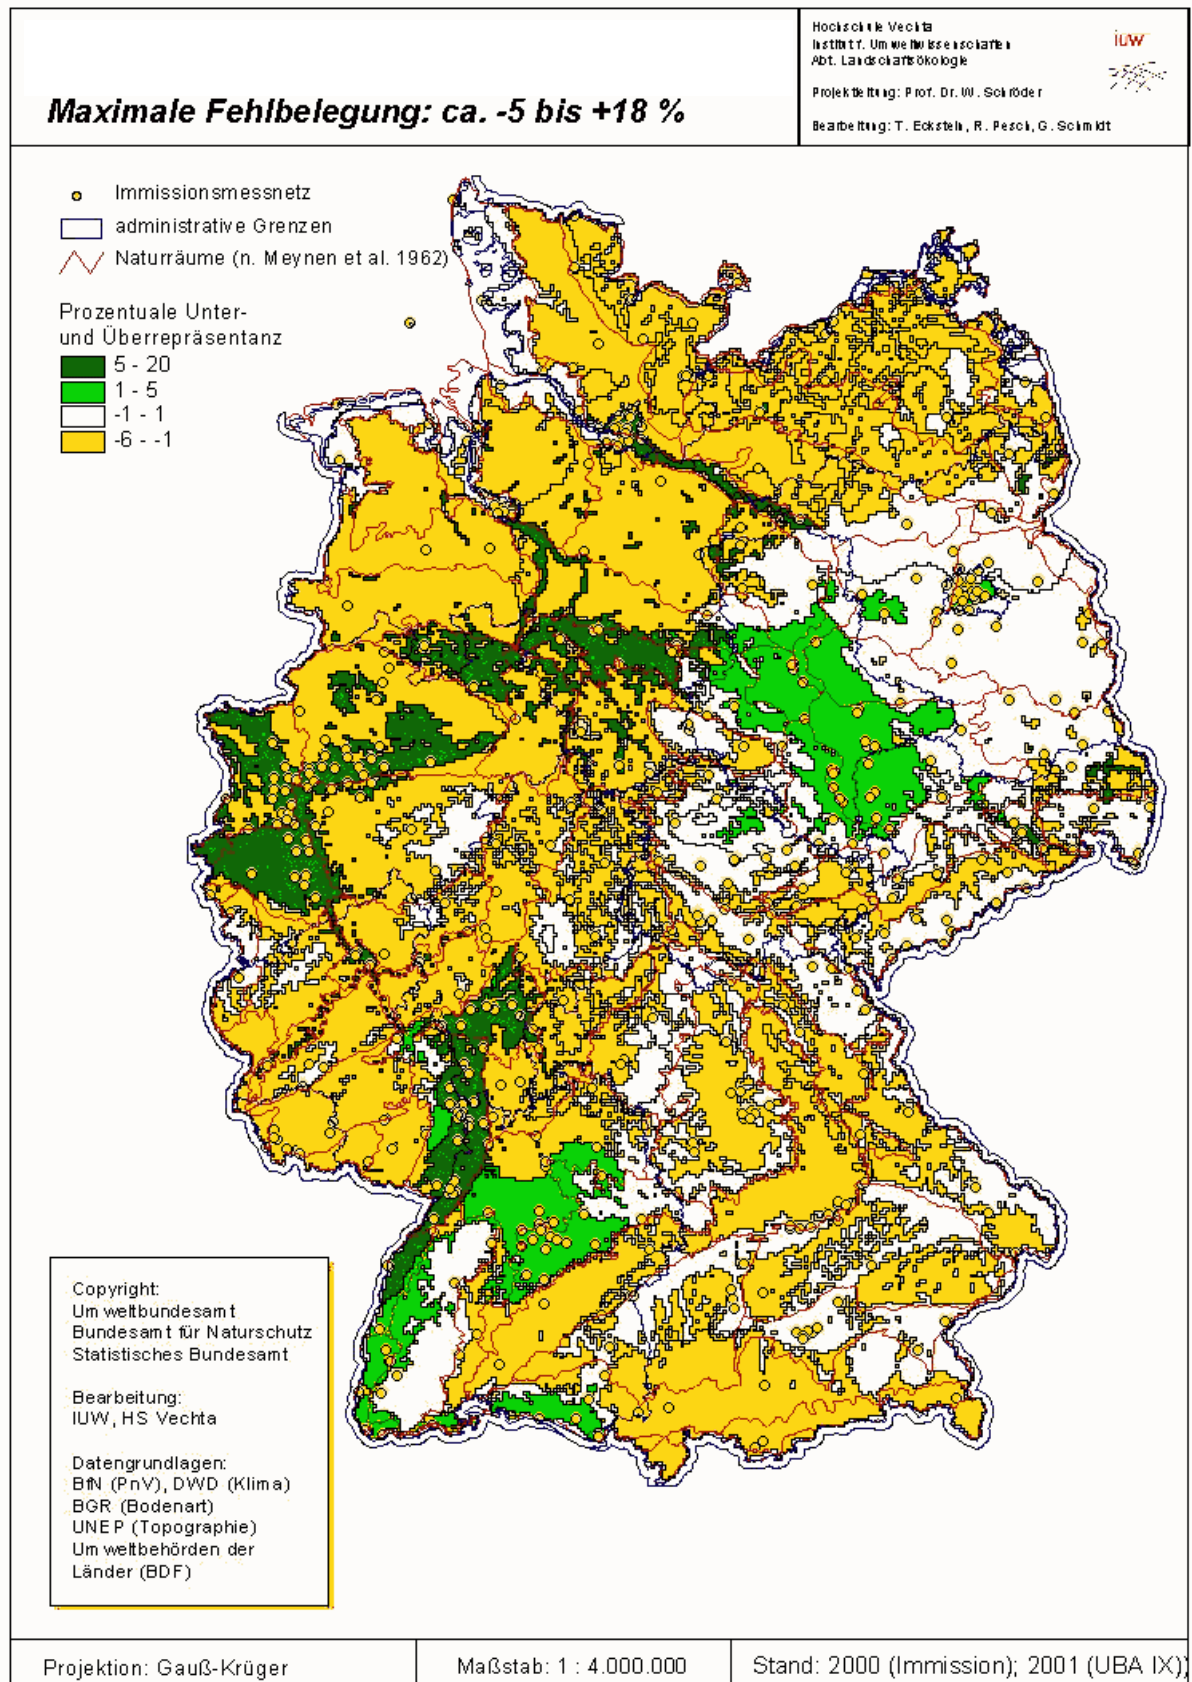 Maximale Fehlbelegung: ca. -5 bis +18 %
Hochschule Vechta
Institut f. Umweltwissenschaften
Abt. Landschaftsökologie
Projektleitung: Prof. Dr. W. Schröder
Bearbeitung: T. Eckstein, R. Pesch, G. Schmidt
iuw
Immissionsmessnetz
administrative Grenzen
Naturräume (n. Meynen et al. 1962)
Prozentuale Unter-
und Überrepräsentanz
5 - 20
1 - 5
-1 - 1
-6 - -1
Copyright:
Umweltbundesamt
Bundesamt für Naturschutz
Statistisches Bundesamt
Bearbeitung:
IUW, HS Vechta
Datengrundlagen:
BfN (PnV), DWD (Klima)
BGR (Bodenart)
UNEP (Topographie)
Umweltbehörden der
Länder (BDF)
Projektion: Gauß-Krüger
Maßstab: 1 : 4.000.000
Stand: 2000 (Immission); 2001 (UBA IX))